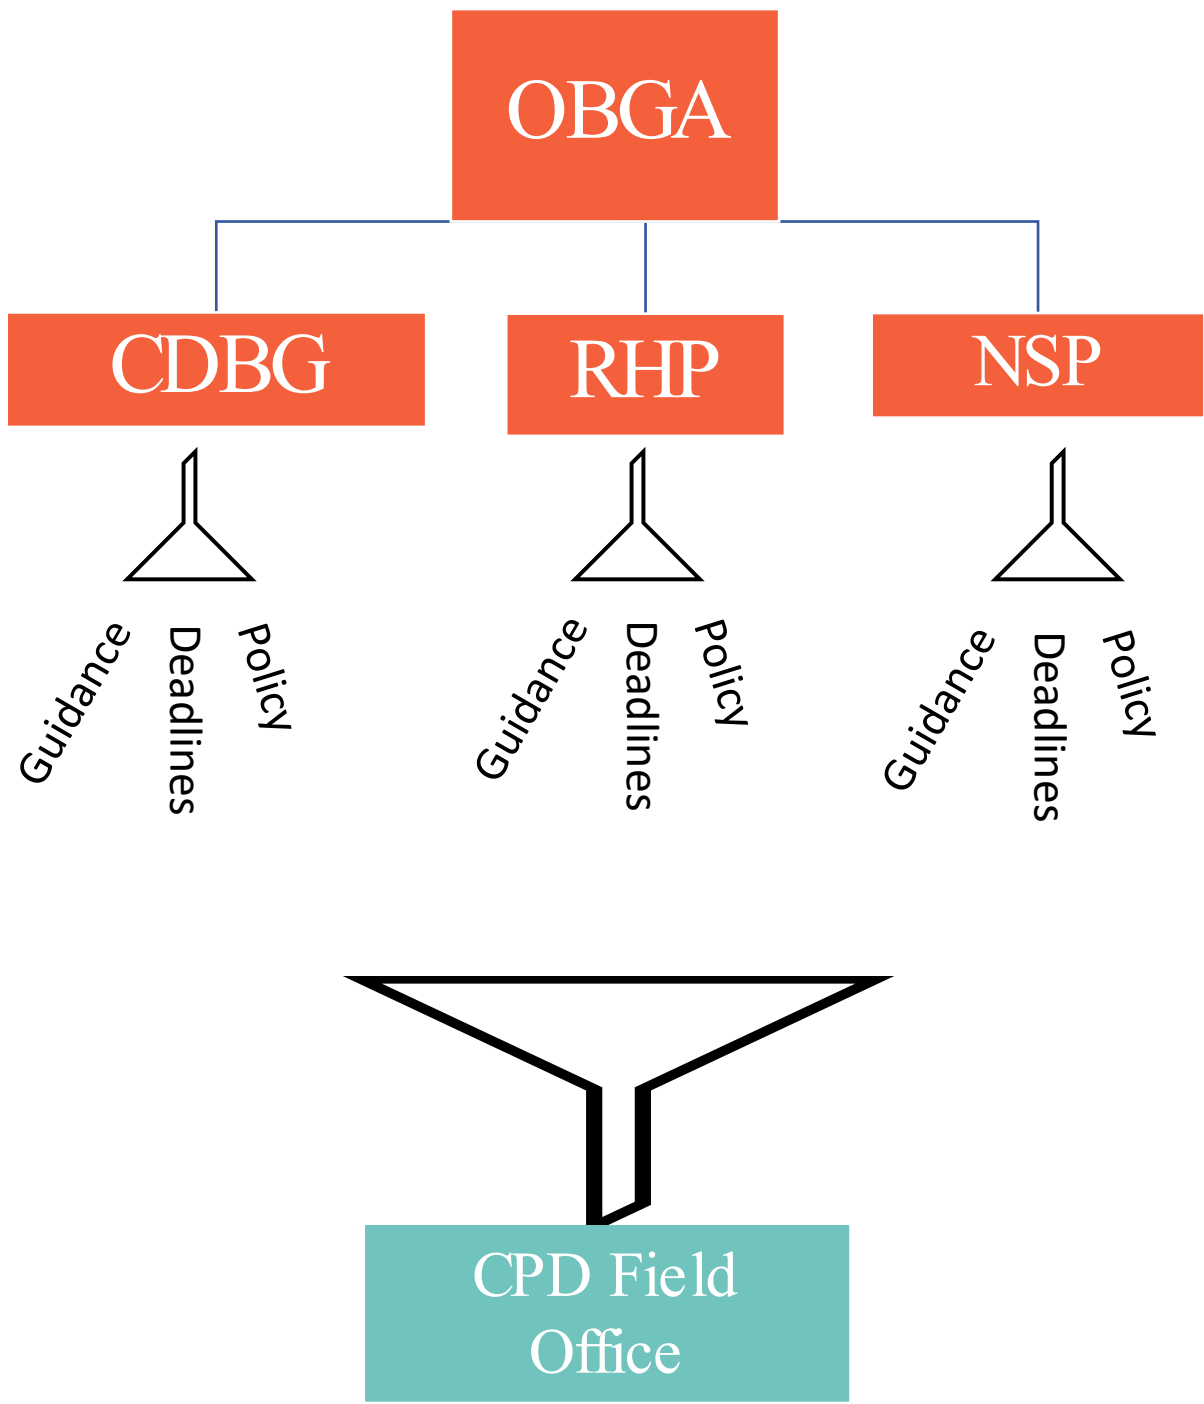 OBGA
CDBG
RHP
NSP
Guidance
Deadlines
Policy
Guidance
Deadlines
Policy
Guidance
Deadlines
Policy
CPD Field
Office